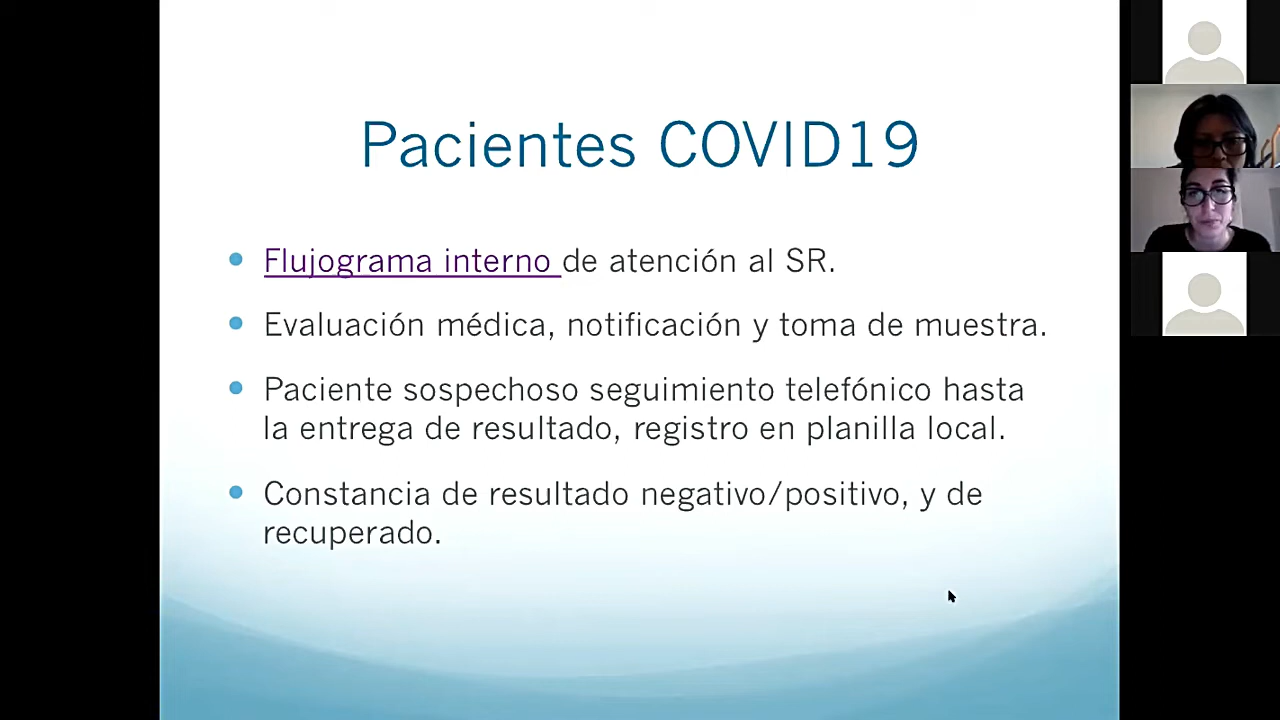 Pacientes COVID19
Flujograma interno de atención al SR.
Evaluación médica, notificación y toma de muestra.
Paciente sospechoso seguimiento telefónico hasta
la entrega de resultado, registro en planilla local.
Constancia de resultado negativo/positivo, y de
recuperado.